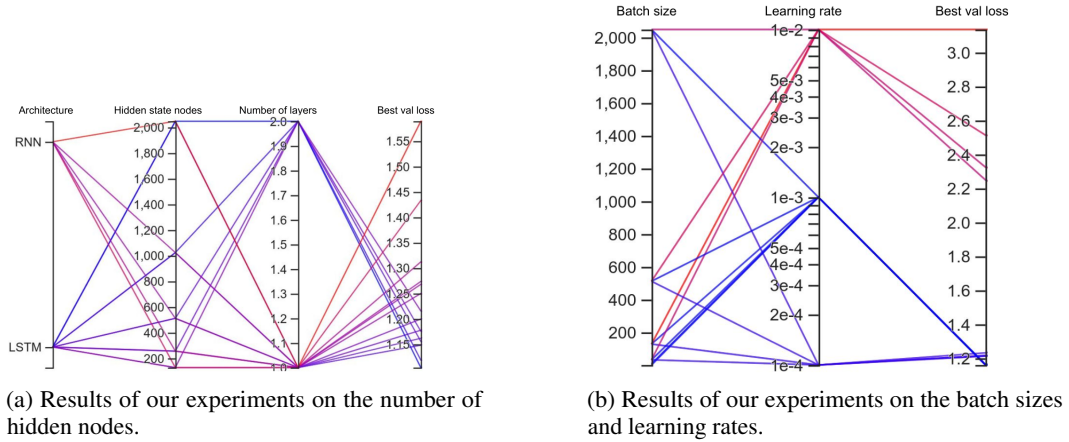 Batch size
Learning rate
Best val loss
2,000
1,800
1,600
1,400
1,200
1,000
800
600
400
200
1e-2
5e-3
4e-3
3e-3
2e-3
1e-3
5e-4
4e-4
3e-4
2e-4
1e-4
3.0
2.6
2.4
2.2
2.0
1.8
1.6
1.4
1.2
Architecture
Hidden state nodes
Number of layers
Best val loss
RNN
LSTM
2,000
1,800
1,600
1,400
1,200
1,000
800
600
400
200
2.0
1.9
1.8
1.7
1.6
1.5
1.4
1.3
1.2
1.1
1.0
1.55
1.50
1.45
1.40
1.35
1.30
1.25
1.20
1.15
(a) Results of our experiments on the number of
hidden nodes.
(b) Results of our experiments on the batch sizes
and learning rates.